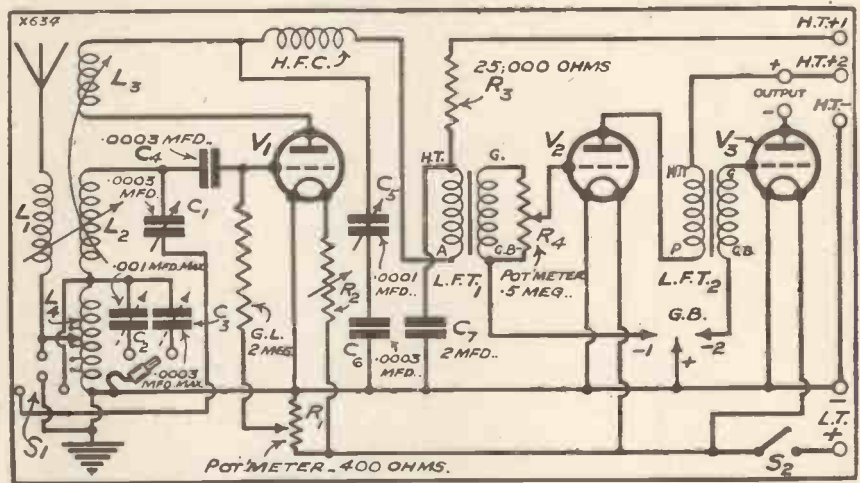 X634
H.T.+1
H.F.C.
25,000 OHMS
R3
H.T.+2
+
OUTPUT
-
H.T.-
L3
V1
.0003 MFD..
C4
V2
V3
.0003
MFD.
C1
C5
H.T.
G.
H.T.
G
L1
L2
R2
R4
A
G.B-
P
G.B.
.001 MFD. MAX
.0001
MFD..
L.F.T.1
POT'METER
.5 MEG..
L.F.T.2
L4
C2
C3
G.L.
2 MEG.
C6
C7
G.B.
.0003
MFD. MAX
.0003
MFD..
2 MFD..
-1
+
-2
S1
R1
-
L.T.
+
POT'METER - 400 OHMS.
S2